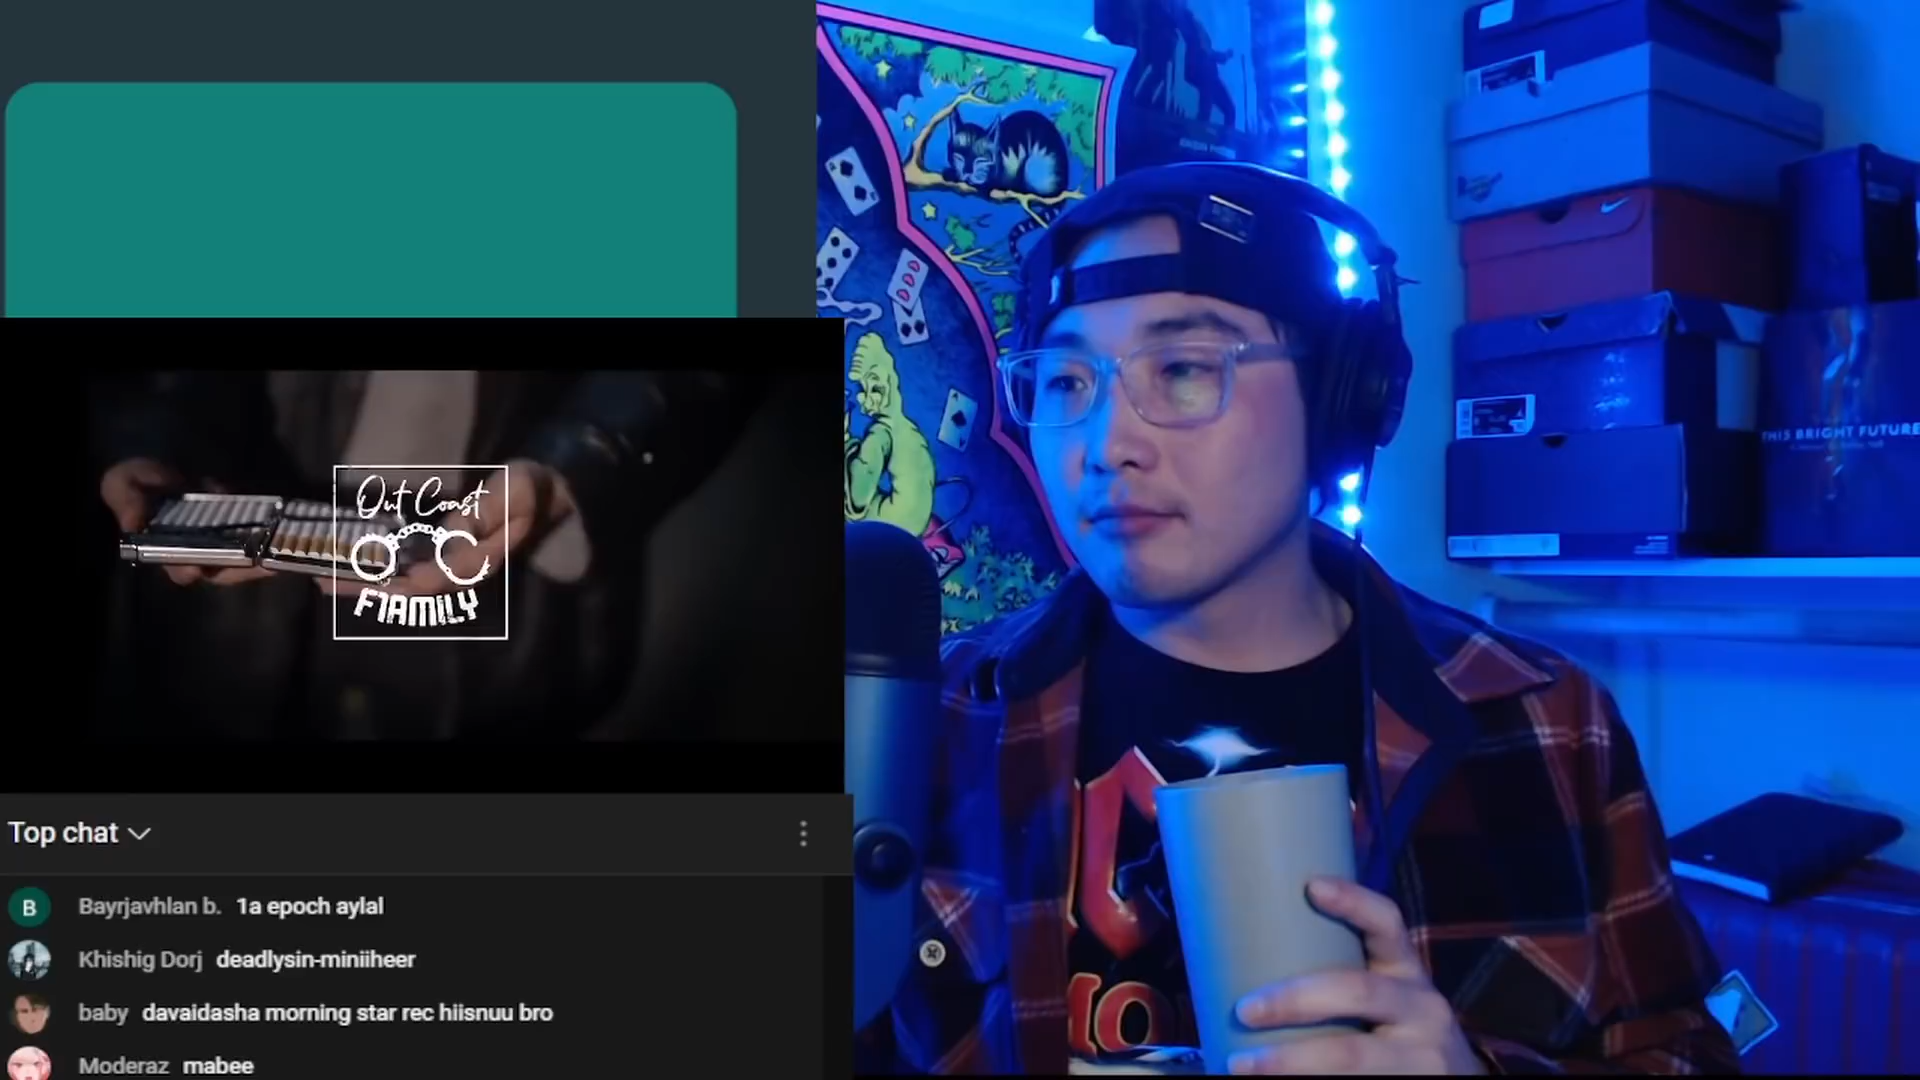 Out Coast
F1AMiLY
THIS BRIGHT FUTURE
Top chat
B
Bayrjavhlan b. 1a epoch aylal
Khishig Dorj deadlysin-miniiheer
baby davaidasha morning star rec hiisnuu bro
Moderaz mabee